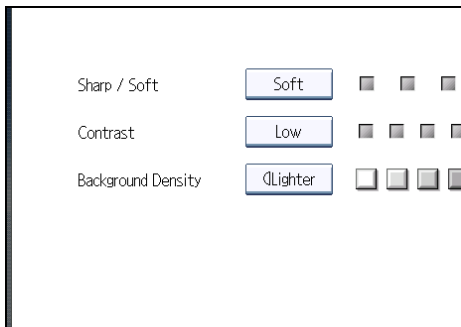 Sharp / Soft
Soft
Contrast
Low
Background Density
Lighter